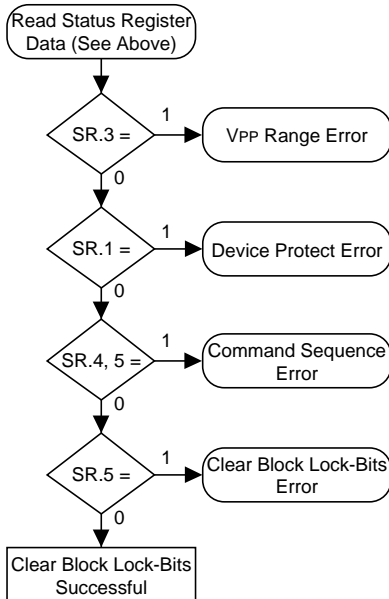 Read Status Register
Data (See Above)
SR.3 =
1
VPP Range Error
0
SR.1 =
1
Device Protect Error
0
SR.4, 5 =
1
Command Sequence
Error
0
SR.5 =
1
Clear Block Lock-Bits
Error
0
Clear Block Lock-Bits
Successful